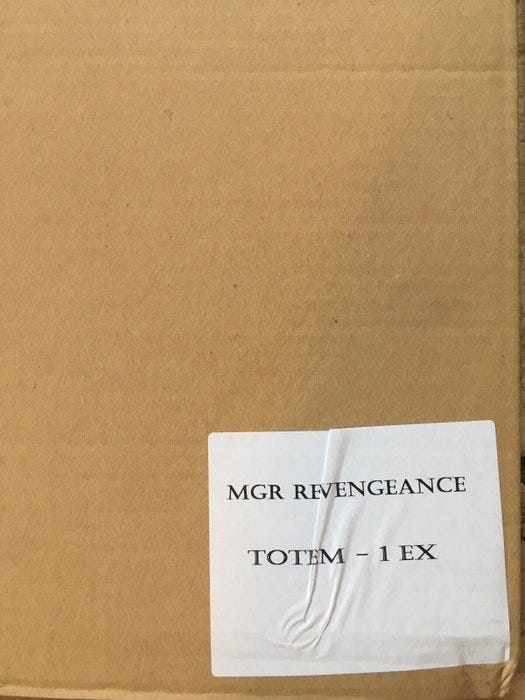 MGR REVENGEANCE
TOTEM – 1 EX